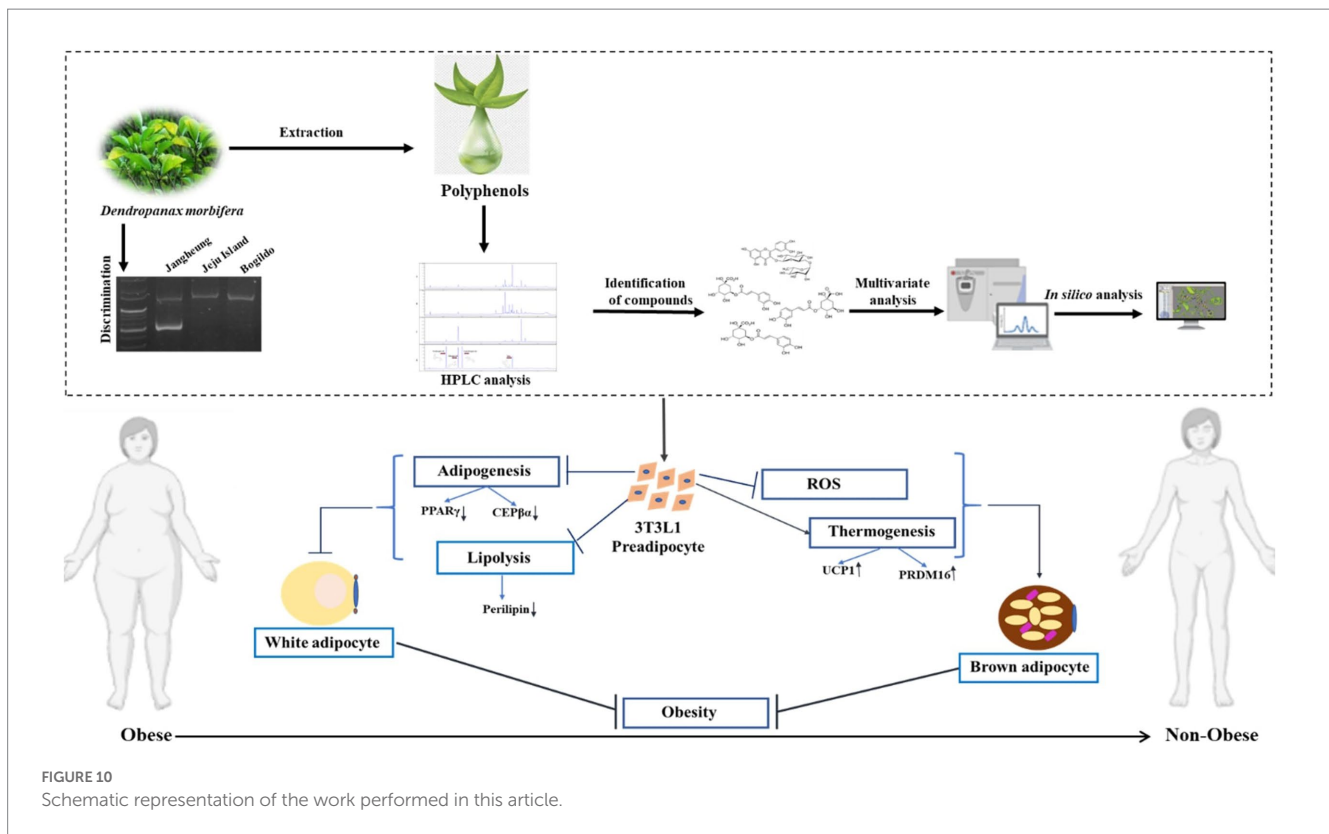 Extraction
Polyphenols
Dendropanax morbifera
Discrimination
Jangheung
Jeju Island
Bogildo
HPLC analysis
Identification
of compounds
Multivariate
analysis
In silico analysis
Adipogenesis
PPARγ↓
CEPβα↓
Lipolysis
Perilipin↓
3T3L1
Preadipocyte
ROS
Thermogenesis
UCP1↑
PRDM16↑
White adipocyte
Brown adipocyte
Obesity
Obese
Non-Obese
FIGURE 10
Schematic representation of the work performed in this article.